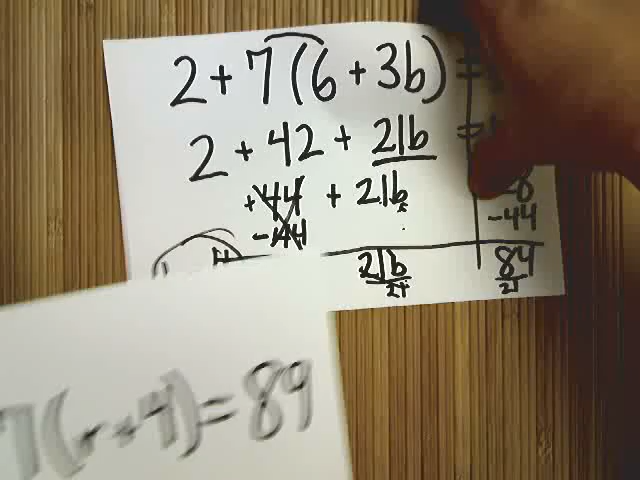 2 + 7 (6 + 3b) =
2 + 42 + 21b =
+44 + 21b
-44 -44
21b 84
21 21
7( +4) = 89